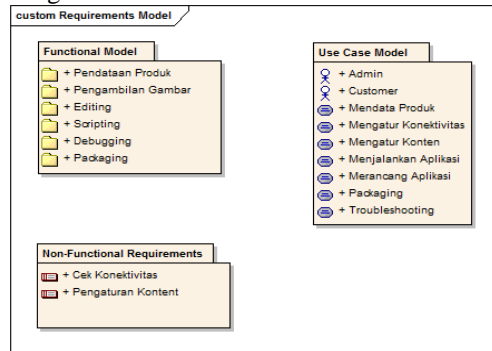 custom Requirements Model
Functional Model
+ Pendataan Produk
+ Pengambilan Gambar
+ Editing
+ Scripting
+ Debugging
+ Packaging
Use Case Model
+ Admin
+ Customer
+ Mendata Produk
+ Mengatur Konektivitas
+ Mengatur Konten
+ Menjalankan Aplikasi
+ Merancang Aplikasi
+ Packaging
+ Troubleshooting
Non-Functional Requirements
+ Cek Konektivitas
+ Pengaturan Kontent